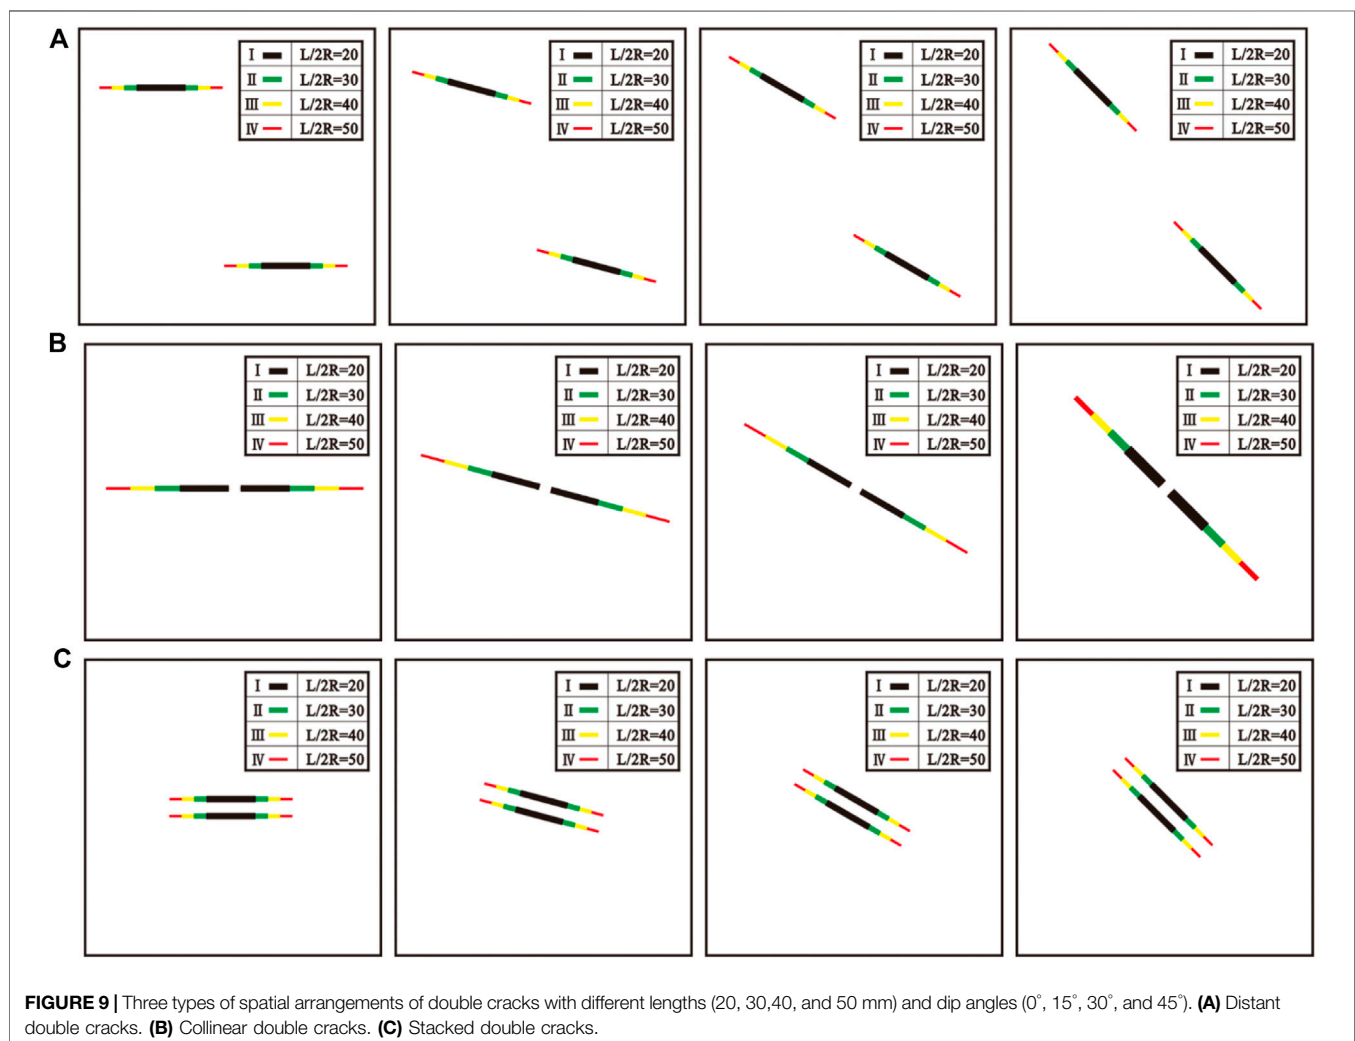 A
I L/2R=20 I L/2R=20 I L/2R=20 I L/2R=20
II L/2R=30 II L/2R=30 II L/2R=30 II L/2R=30
III L/2R=40 III L/2R=40 III L/2R=40 III L/2R=40
IV L/2R=50 IV L/2R=50 IV L/2R=50 IV L/2R=50
B
I L/2R=20 I L/2R=20 I L/2R=20 I L/2R=20
II L/2R=30 II L/2R=30 II L/2R=30 II L/2R=30
III L/2R=40 III L/2R=40 III L/2R=40 III L/2R=40
IV L/2R=50 IV L/2R=50 IV L/2R=50 IV L/2R=50
C
I L/2R=20 I L/2R=20 I L/2R=20 I L/2R=20
II L/2R=30 II L/2R=30 II L/2R=30 II L/2R=30
III L/2R=40 III L/2R=40 III L/2R=40 III L/2R=40
IV L/2R=50 IV L/2R=50 IV L/2R=50 IV L/2R=50
FIGURE 9 | Three types of spatial arrangements of double cracks with different lengths (20, 30,40, and 50 mm) and dip angles (0°, 15°, 30°, and 45°). (A) Distant
double cracks. (B) Collinear double cracks. (C) Stacked double cracks.